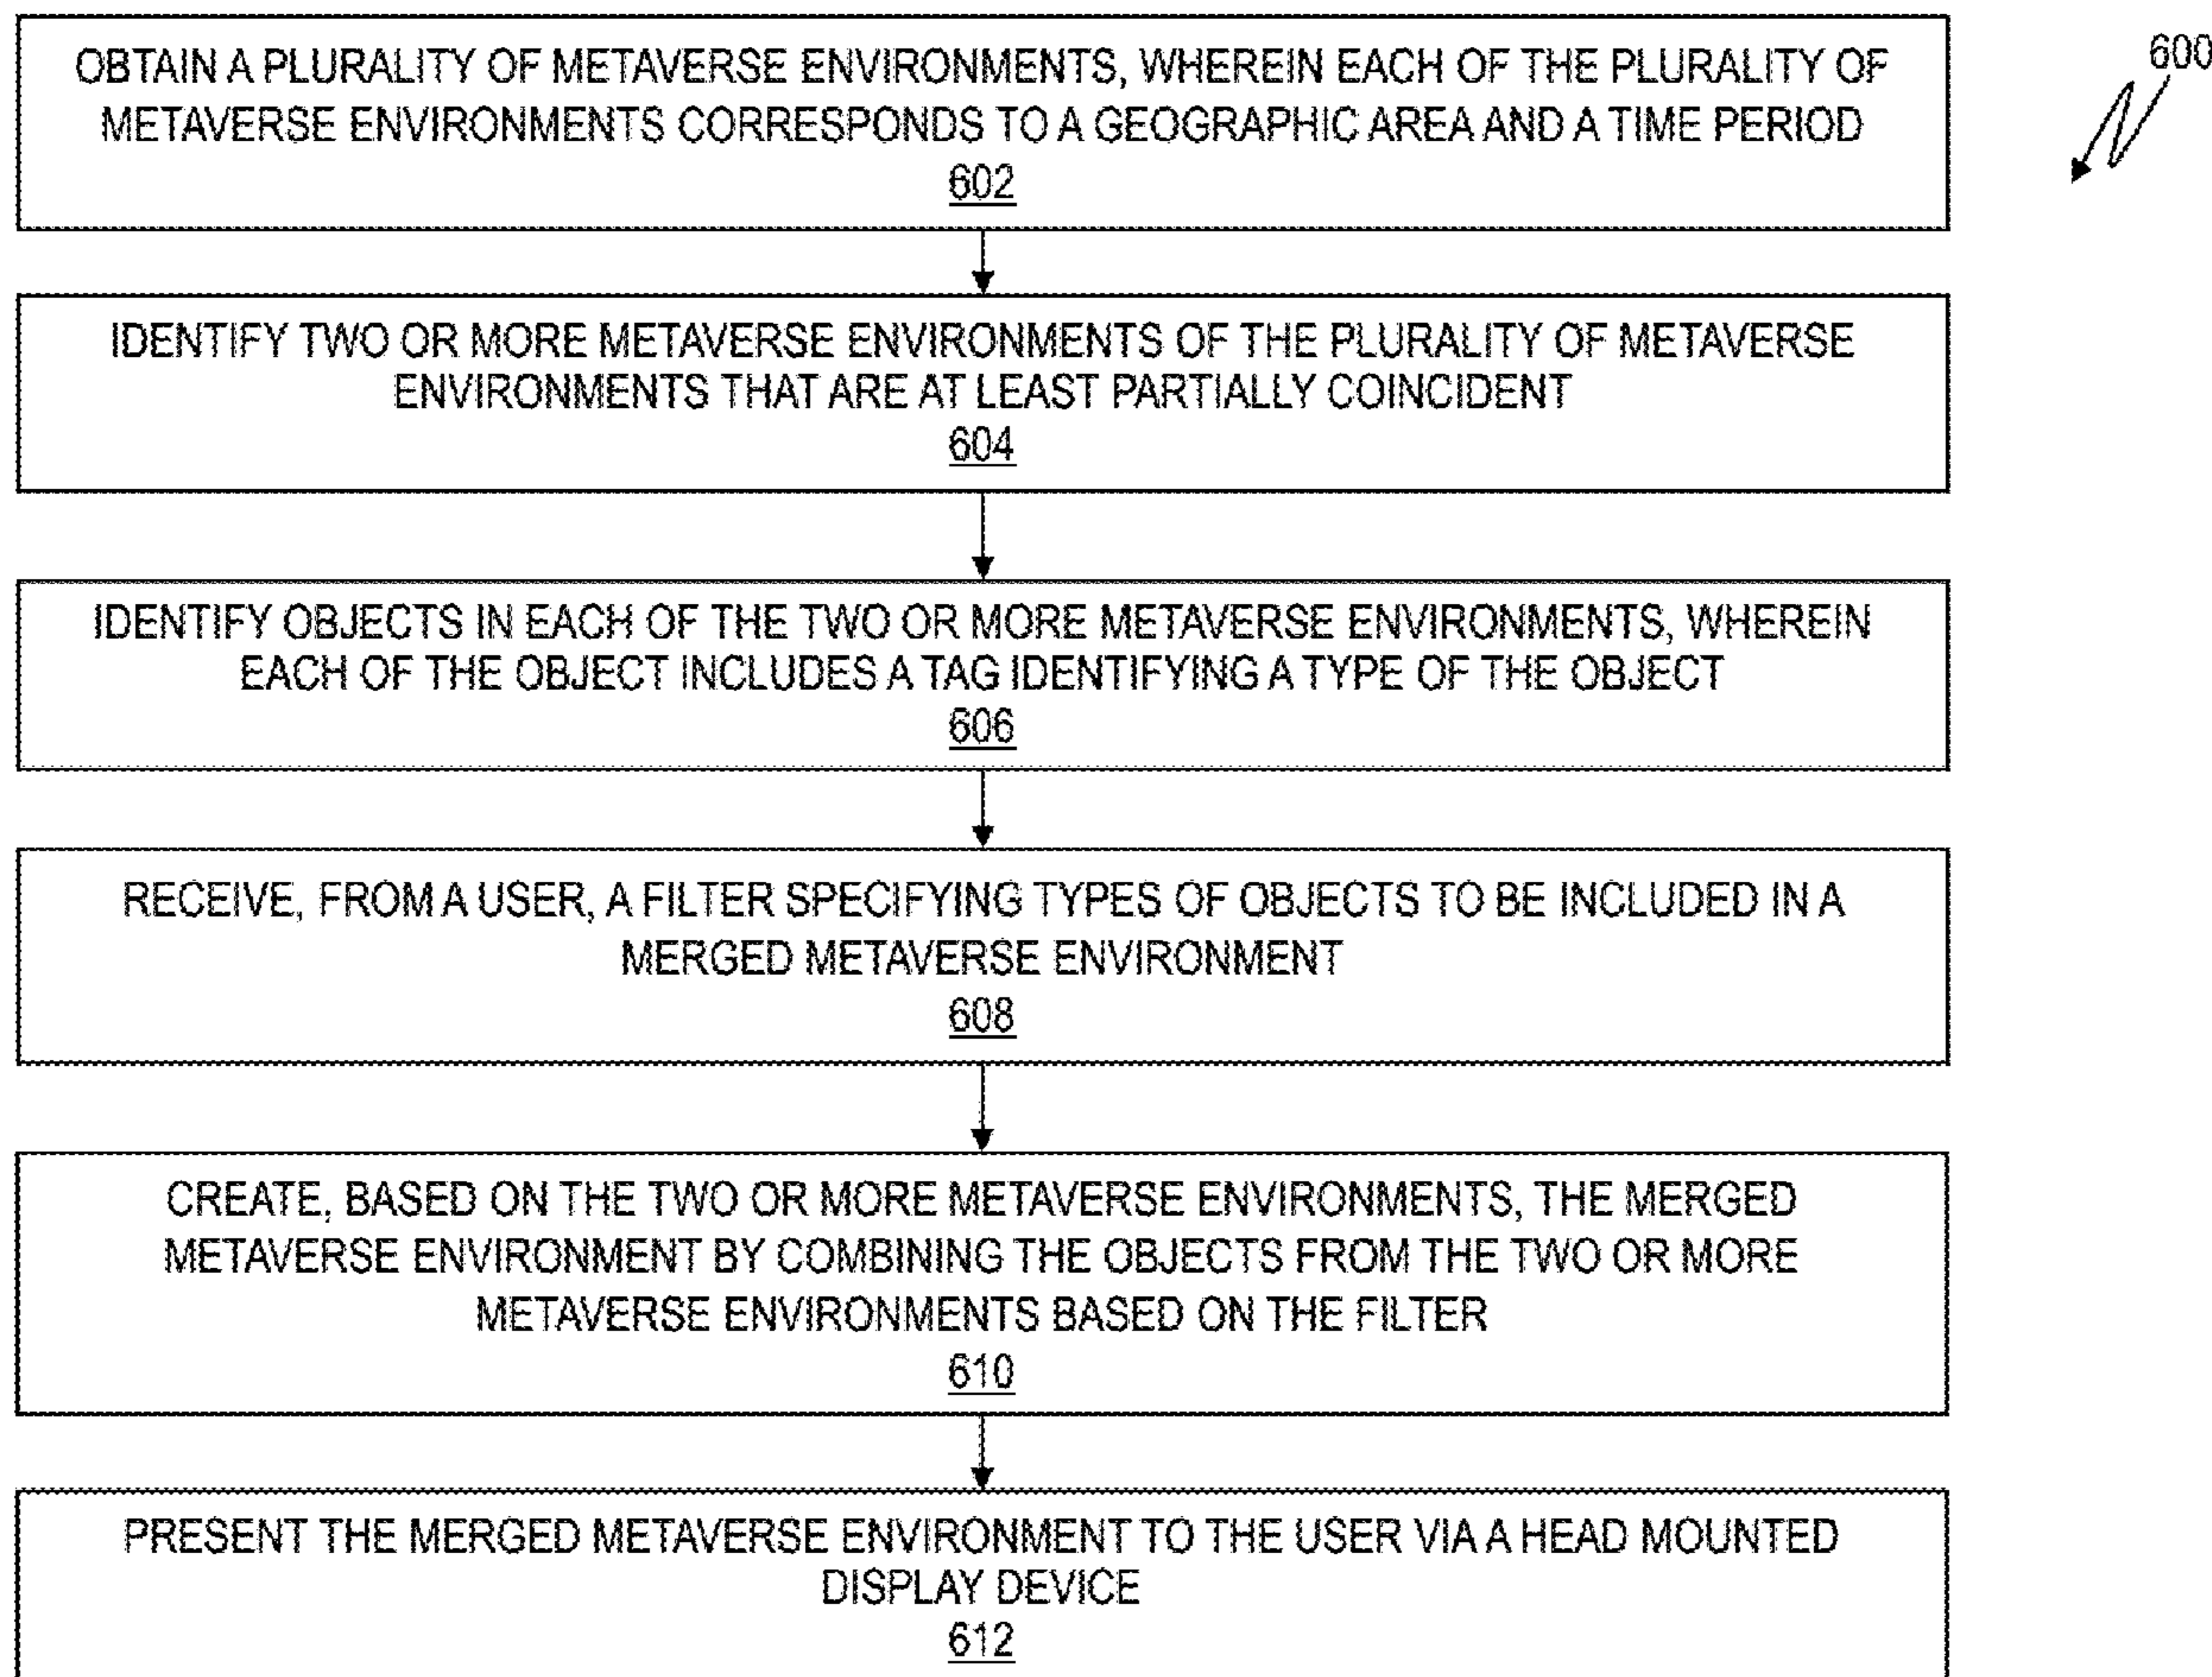 OBTAIN A PLURALITY OF METAVERSE ENVIRONMENTS, WHEREIN EACH OF THE PLURALITY OF
METAVERSE ENVIRONMENTS CORRESPONDS TO A GEOGRAPHIC AREA AND A TIME PERIOD
602
600
IDENTIFY TWO OR MORE METAVERSE ENVIRONMENTS OF THE PLURALITY OF METAVERSE
ENVIRONMENTS THAT ARE AT LEAST PARTIALLY COINCIDENT
604
IDENTIFY OBJECTS IN EACH OF THE TWO OR MORE METAVERSE ENVIRONMENTS, WHEREIN
EACH OF THE OBJECT INCLUDES A TAG IDENTIFYING A TYPE OF THE OBJECT
606
RECEIVE, FROM A USER, A FILTER SPECIFYING TYPES OF OBJECTS TO BE INCLUDED IN A
MERGED METAVERSE ENVIRONMENT
608
CREATE, BASED ON THE TWO OR MORE METAVERSE ENVIRONMENTS, THE MERGED
METAVERSE ENVIRONMENT BY COMBINING THE OBJECTS FROM THE TWO OR MORE
METAVERSE ENVIRONMENTS BASED ON THE FILTER
610
PRESENT THE MERGED METAVERSE ENVIRONMENT TO THE USER VIA A HEAD MOUNTED
DISPLAY DEVICE
612